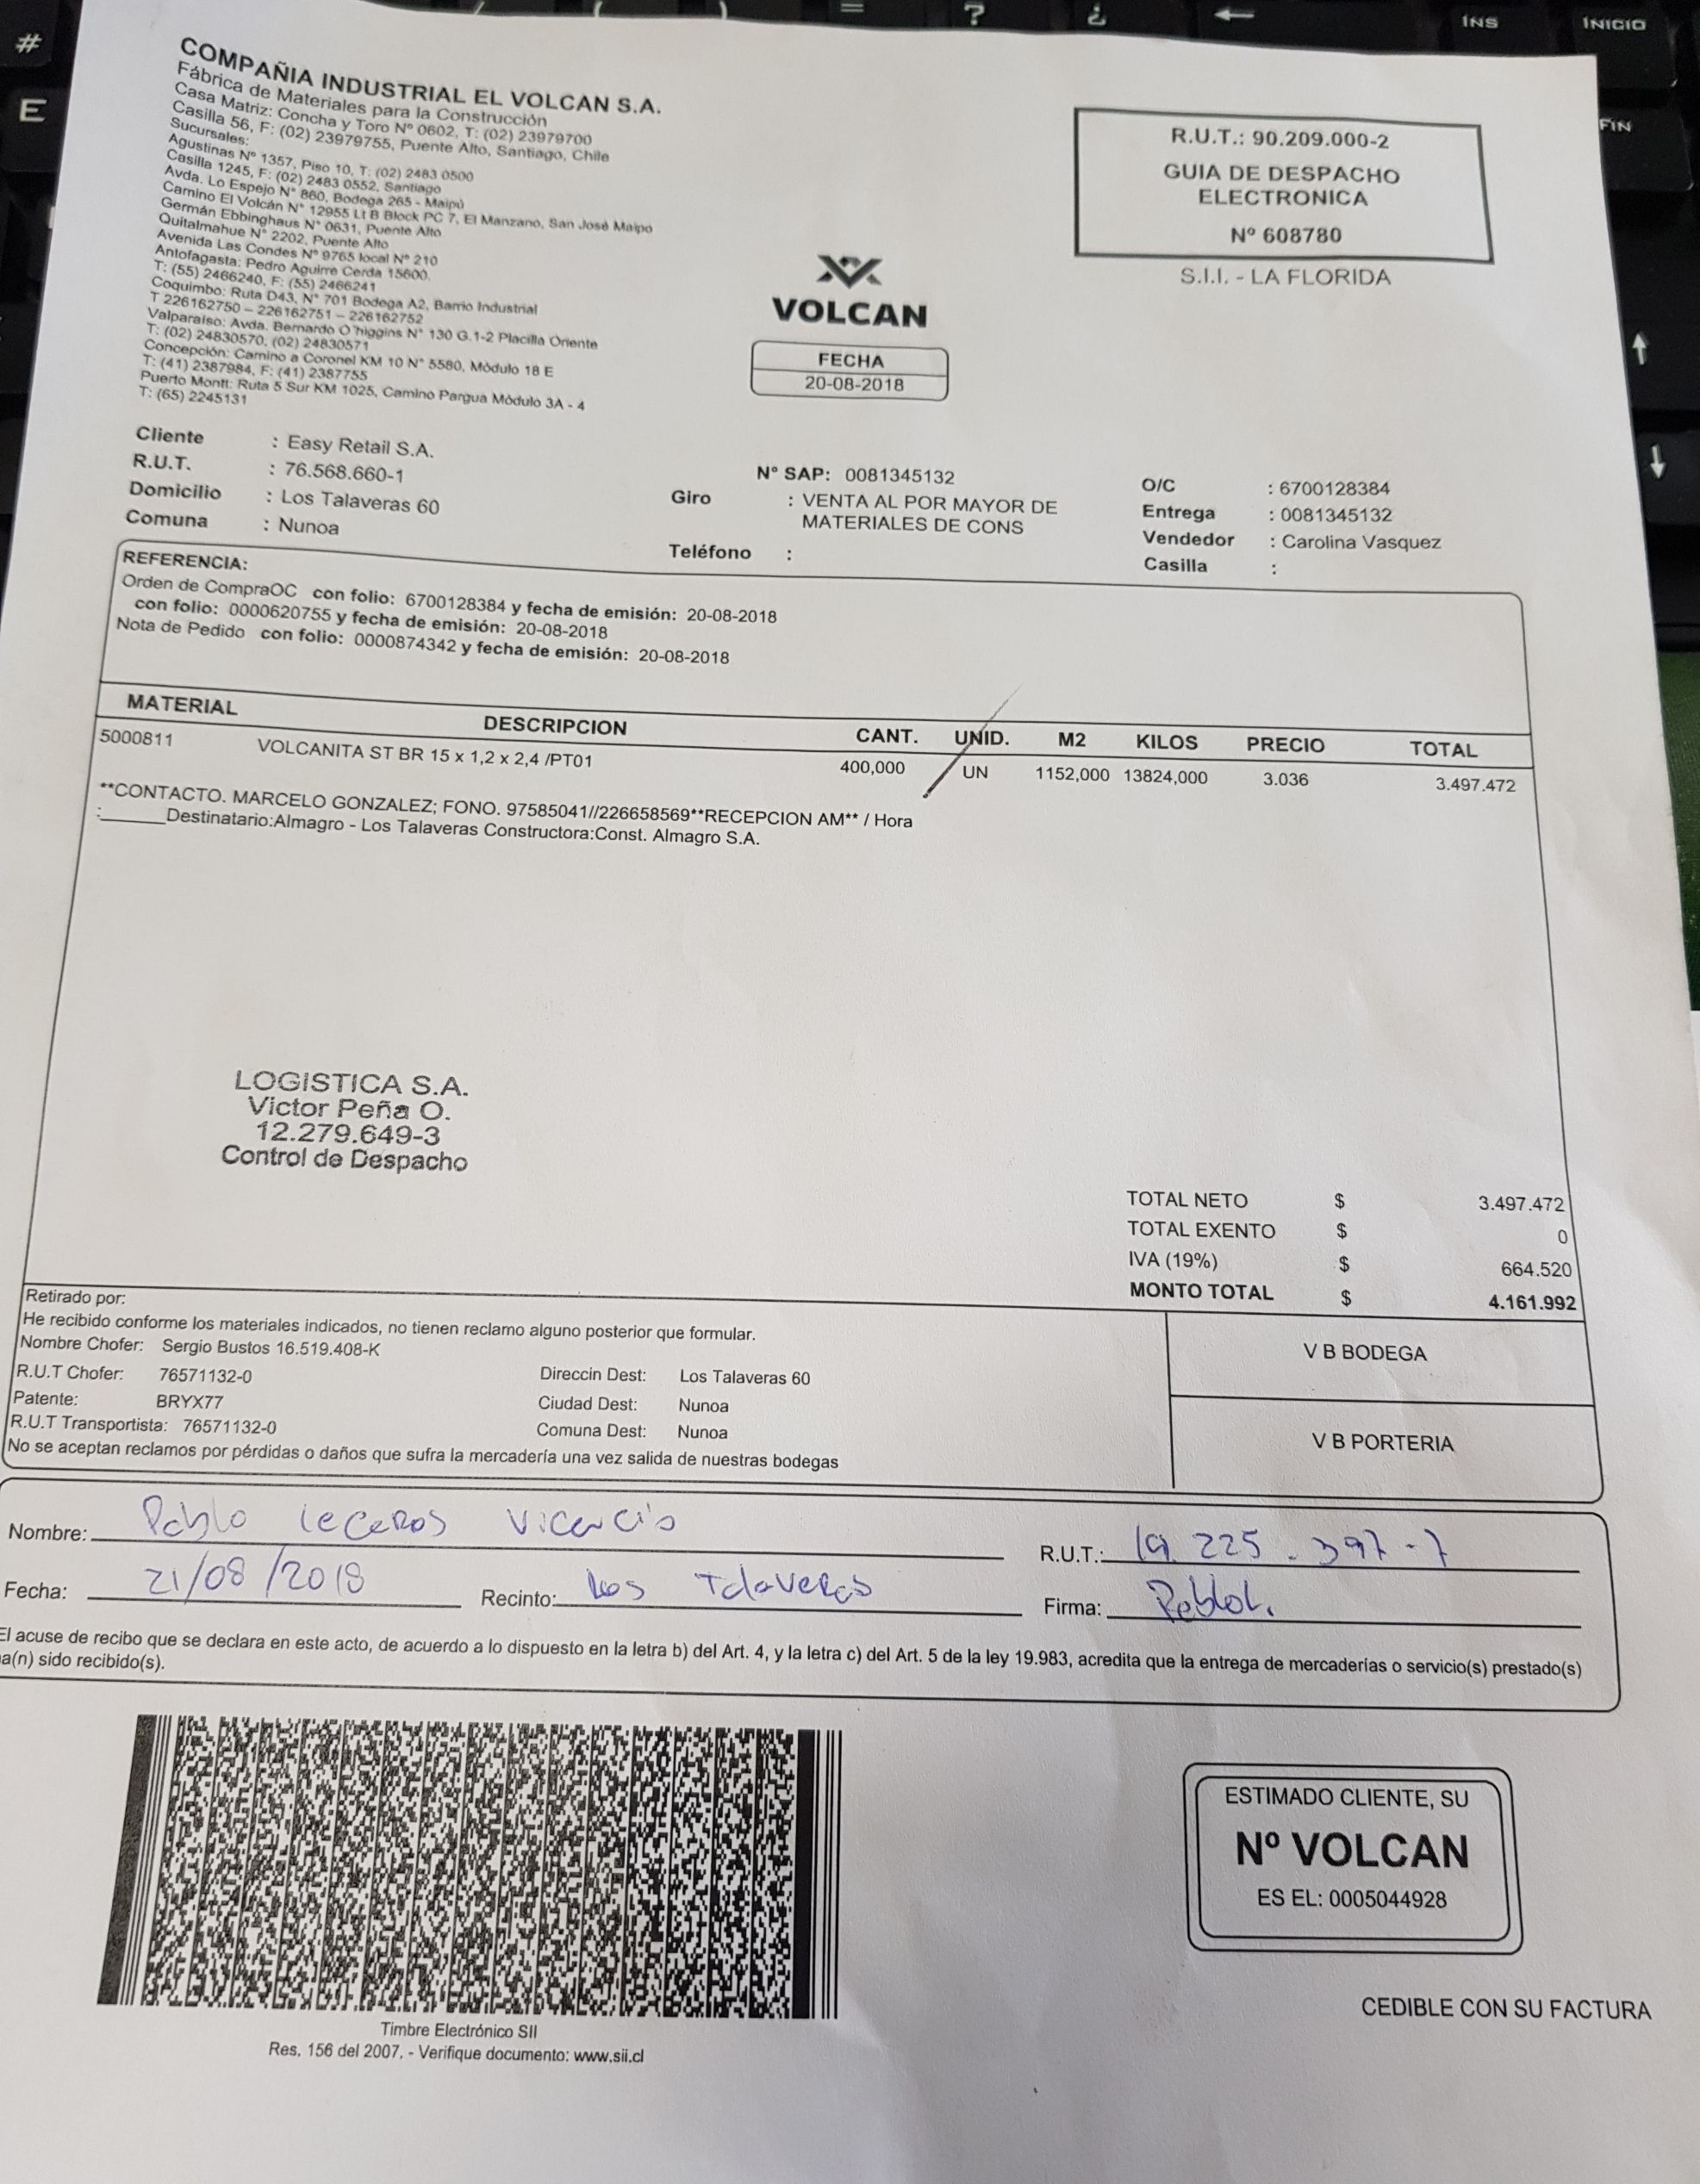 #
E
=
?
¿
←
INS
INICIO
FIN
↑
↓
COMPAÑIA INDUSTRIAL EL VOLCAN S.A.
Fábrica de Materiales para la Construcción
Casa Matriz: Concha y Toro Nº 0602, T: (02) 23979700
Casilla 56, F: (02) 23979755, Puente Alto, Santiago, Chile
Sucursales:
Agustinas Nº 1357, Piso 10, T: (02) 2483 0500
Casilla 1245, F: (02) 2483 0552, Santiago
Avda. Lo Espejo N° 860, Bodega 265 - Maipú
Camino El Volcán N° 12955 Lt B Block PC 7, El Manzano, San José Maipo
Germán Ebbinghaus N° 0631, Puente Alto
Quitalmahue N° 2202, Puente Alto
Avenida Las Condes N° 9765 local N° 210
Antofagasta: Pedro Aguirre Cerda 15600.
T: (55) 2466240, F: (55) 2466241
Coquimbo: Ruta D43, N° 701 Bodega A2, Barrio Industrial
T 226162750 – 226162751 – 226162752
Valparaíso: Avda. Bernardo O'higgins N° 130 G.1-2 Placilla Oriente
T: (02) 24830570, (02) 24830571
Concepción: Camino a Coronel KM 10 N° 5580, Módulo 18 E
T: (41) 2387984, F: (41) 2387755
Puerto Montt: Ruta 5 Sur KM 1025, Camino Pargua Módulo 3A - 4
T: (65) 2245131
R.U.T.: 90.209.000-2
GUIA DE DESPACHO
ELECTRONICA
Nº 608780
S.I.I. - LA FLORIDA
VOLCAN
FECHA
20-08-2018
Cliente : Easy Retail S.A.
R.U.T. : 76.568.660-1
Domicilio : Los Talaveras 60
Comuna : Nunoa
N° SAP: 0081345132
Giro : VENTA AL POR MAYOR DE
MATERIALES DE CONS
Teléfono :
O/C : 6700128384
Entrega : 0081345132
Vendedor : Carolina Vasquez
Casilla :
REFERENCIA:
Orden de CompraOC con folio: 6700128384 y fecha de emisión: 20-08-2018
con folio: 0000620755 y fecha de emisión: 20-08-2018
Nota de Pedido con folio: 0000874342 y fecha de emisión: 20-08-2018
MATERIAL DESCRIPCION CANT. UNID. M2 KILOS PRECIO TOTAL
5000811 VOLCANITA ST BR 15 x 1,2 x 2,4 /PT01 400,000 UN 1152,000 13824,000 3.036 3.497.472
**CONTACTO. MARCELO GONZALEZ; FONO. 97585041//226658569**RECEPCION AM** / Hora
:______Destinatario:Almagro - Los Talaveras Constructora:Const. Almagro S.A.
LOGISTICA S.A.
Victor Peña O.
12.279.649-3
Control de Despacho
TOTAL NETO $ 3.497.472
TOTAL EXENTO $ 0
IVA (19%) $ 664.520
MONTO TOTAL $ 4.161.992
Retirado por:
He recibido conforme los materiales indicados, no tienen reclamo alguno posterior que formular.
Nombre Chofer: Sergio Bustos 16.519.408-K
R.U.T Chofer: 76571132-0 Direccin Dest: Los Talaveras 60
Patente: BRYX77 Ciudad Dest: Nunoa
R.U.T Transportista: 76571132-0 Comuna Dest: Nunoa
No se aceptan reclamos por pérdidas o daños que sufra la mercadería una vez salida de nuestras bodegas
V B BODEGA
V B PORTERIA
Nombre: Pablo
R.U.T.: 19.225.397-7
Fecha: 21/08/2018 Recinto: Los Talaveras
Firma: PabloL.
El acuse de recibo que se declara en este acto, de acuerdo a lo dispuesto en la letra b) del Art. 4, y la letra c) del Art. 5 de la ley 19.983, acredita que la entrega de mercaderías o servicio(s) prestado(s)
a(n) sido recibido(s).
Timbre Electrónico SII
Res. 156 del 2007. - Verifique documento: www.sii.cl
ESTIMADO CLIENTE, SU
Nº VOLCAN
ES EL: 0005044928
CEDIBLE CON SU FACTURA